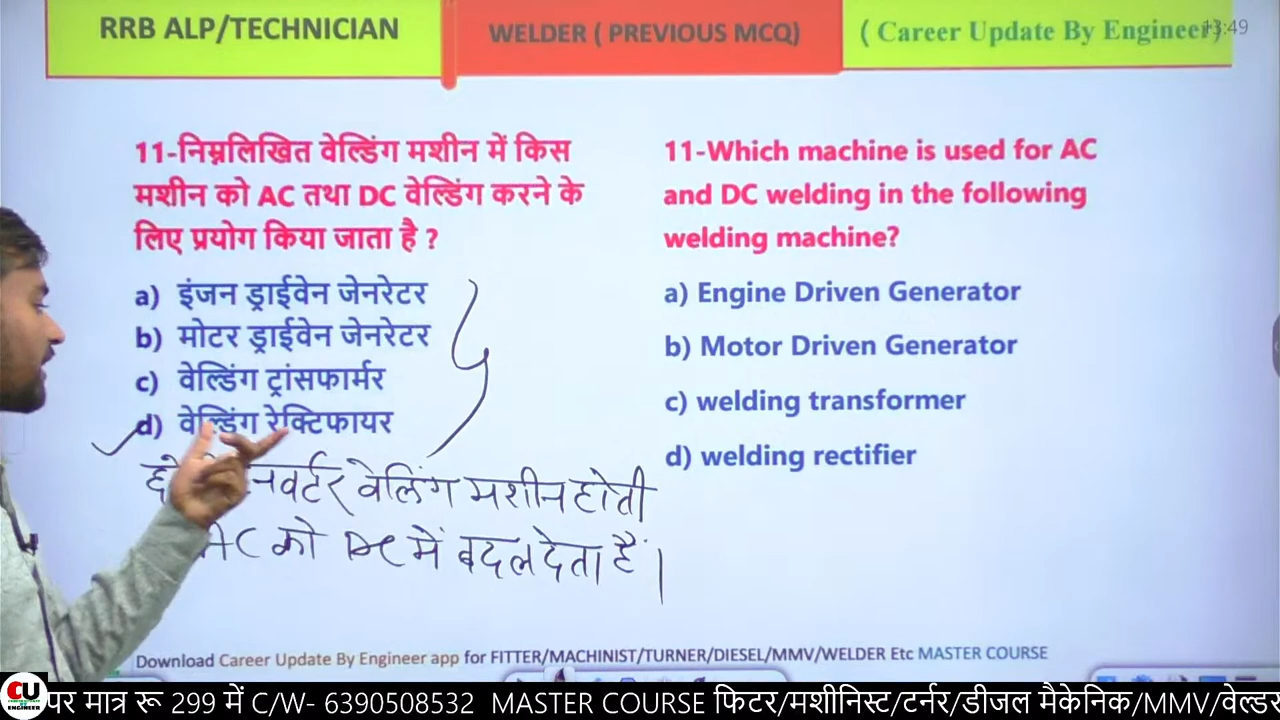 RRB ALP/TECHNICIAN
WELDER ( PREVIOUS MCQ)
( Career Update By Engineer)
13:49
11-निम्नलिखित वेल्डिंग मशीन में किस
मशीन को AC तथा DC वेल्डिंग करने के
लिए प्रयोग किया जाता है ?
a) इंजन ड्राईवेन जेनरेटर
b) मोटर ड्राईवेन जेनरेटर
c) वेल्डिंग ट्रांसफार्मर
d) वेल्डिंग रेक्टिफायर
वेलिंग मशीन होती
AC को DC में बदल देता है।
11-Which machine is used for AC
and DC welding in the following
welding machine?
a) Engine Driven Generator
b) Motor Driven Generator
c) welding transformer
d) welding rectifier
Download Career Update By Engineer app for FITTER/MACHINIST/TURNER/DIESEL/MMV/WELDER Etc MASTER COURSE
CU
ENGINEER
पर मात्र रू 299 में C/W- 6390508532 MASTER COURSE फिटर/मशीनिस्ट/टर्नर/डीजल मैकेनिक/MMV/वेल्डर